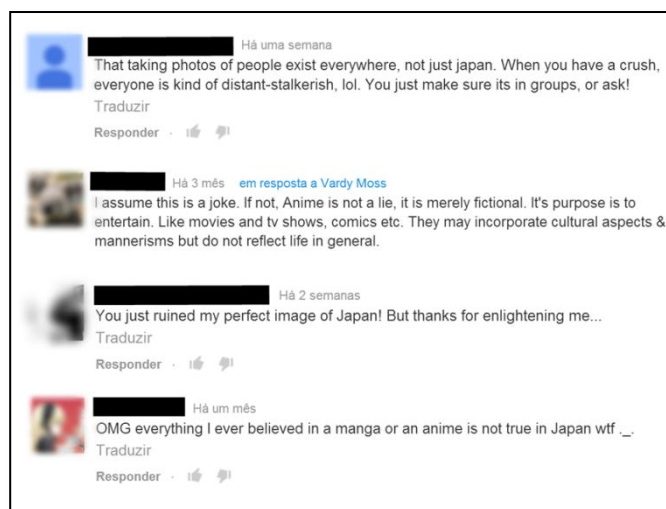 Há uma semana
That taking photos of people exist everywhere, not just japan. When you have a crush,
everyone is kind of distant-stalkerish, lol. You just make sure its in groups, or ask!
Traduzir
Responder ·
Há 3 mês em resposta a Vardy Moss
I assume this is a joke. If not, Anime is not a lie, it is merely fictional. It's purpose is to
entertain. Like movies and tv shows, comics etc. They may incorporate cultural aspects &
mannerisms but do not reflect life in general.
Há 2 semanas
You just ruined my perfect image of Japan! But thanks for enlightening me...
Traduzir
Responder ·
Há um mês
OMG everything I ever believed in a manga or an anime is not true in Japan wtf ._.
Traduzir
Responder ·